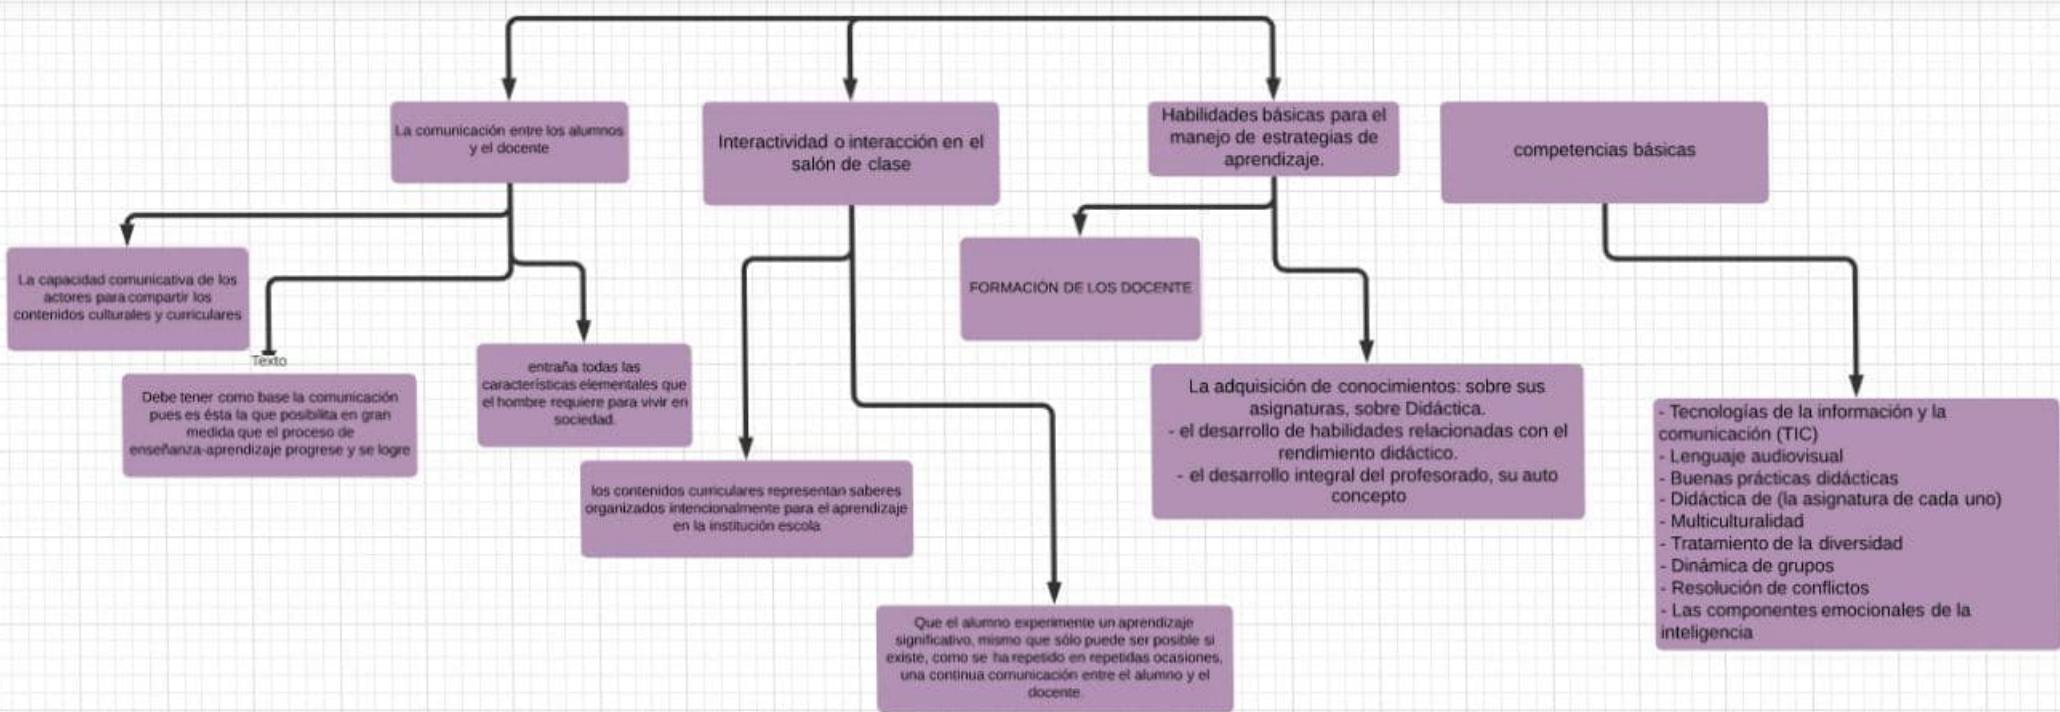 La comunicación entre los alumnos
y el docente
Interactividad o interacción en el
salón de clase
Habilidades básicas para el
manejo de estrategias de
aprendizaje.
competencias básicas
La capacidad comunicativa de los
actores para compartir los
contenidos culturales y curriculares
Texto
Debe tener como base la comunicación
pues es ésta la que posibilita en gran
medida que el proceso de
enseñanza-aprendizaje progrese y se logre
entraña todas las
características elementales que
el hombre requiere para vivir en
sociedad.
los contenidos curriculares representan saberes
organizados intencionalmente para el aprendizaje
en la institución escola
Que el alumno experimente un aprendizaje
significativo, mismo que sólo puede ser posible si
existe, como se ha repetido en repetidas ocasiones,
una continua comunicación entre el alumno y el
docente.
FORMACIÓN DE LOS DOCENTE
La adquisición de conocimientos: sobre sus
asignaturas, sobre Didáctica.
- el desarrollo de habilidades relacionadas con el
rendimiento didáctico.
- el desarrollo integral del profesorado, su auto
concepto
- Tecnologías de la información y la
comunicación (TIC)
- Lenguaje audiovisual
- Buenas prácticas didácticas
- Didáctica de (la asignatura de cada uno)
- Multiculturalidad
- Tratamiento de la diversidad
- Dinámica de grupos
- Resolución de conflictos
- Las componentes emocionales de la
inteligencia